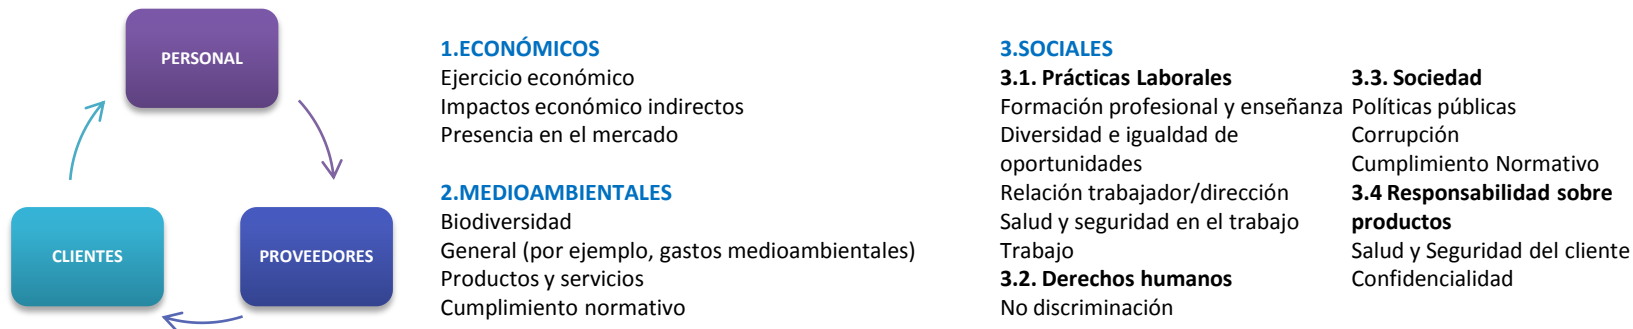 PERSONAL
CLIENTES
PROVEEDORES
1.ECONÓMICOS
Ejercicio económico
Impactos económico indirectos
Presencia en el mercado
2.MEDIOAMBIENTALES
Biodiversidad
General (por ejemplo, gastos medioambientales)
Productos y servicios
Cumplimiento normativo
3.SOCIALES
3.1. Prácticas Laborales
Formación profesional y enseñanza
Diversidad e igualdad de
oportunidades
Relación trabajador/dirección
Salud y seguridad en el trabajo
Trabajo
3.2. Derechos humanos
No discriminación
3.3. Sociedad
Políticas públicas
Corrupción
Cumplimiento Normativo
3.4 Responsabilidad sobre
productos
Salud y Seguridad del cliente
Confidencialidad